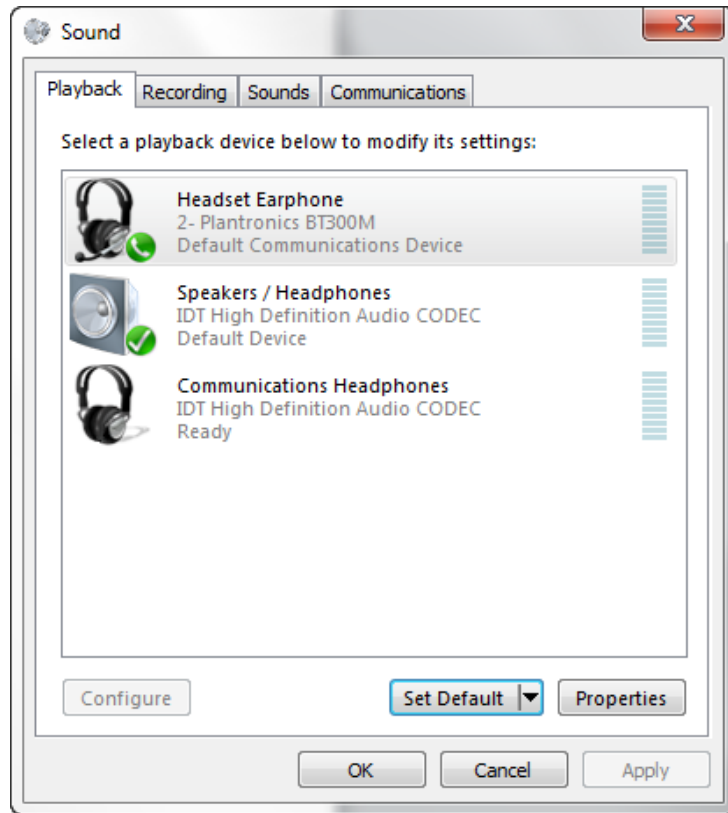 Sound
Playback Recording Sounds Communications
Select a playback device below to modify its settings:
Headset Earphone
2- Plantronics BT300M
Default Communications Device
Speakers / Headphones
IDT High Definition Audio CODEC
Default Device
Communications Headphones
IDT High Definition Audio CODEC
Ready
Configure Set Default Properties
OK Cancel Apply